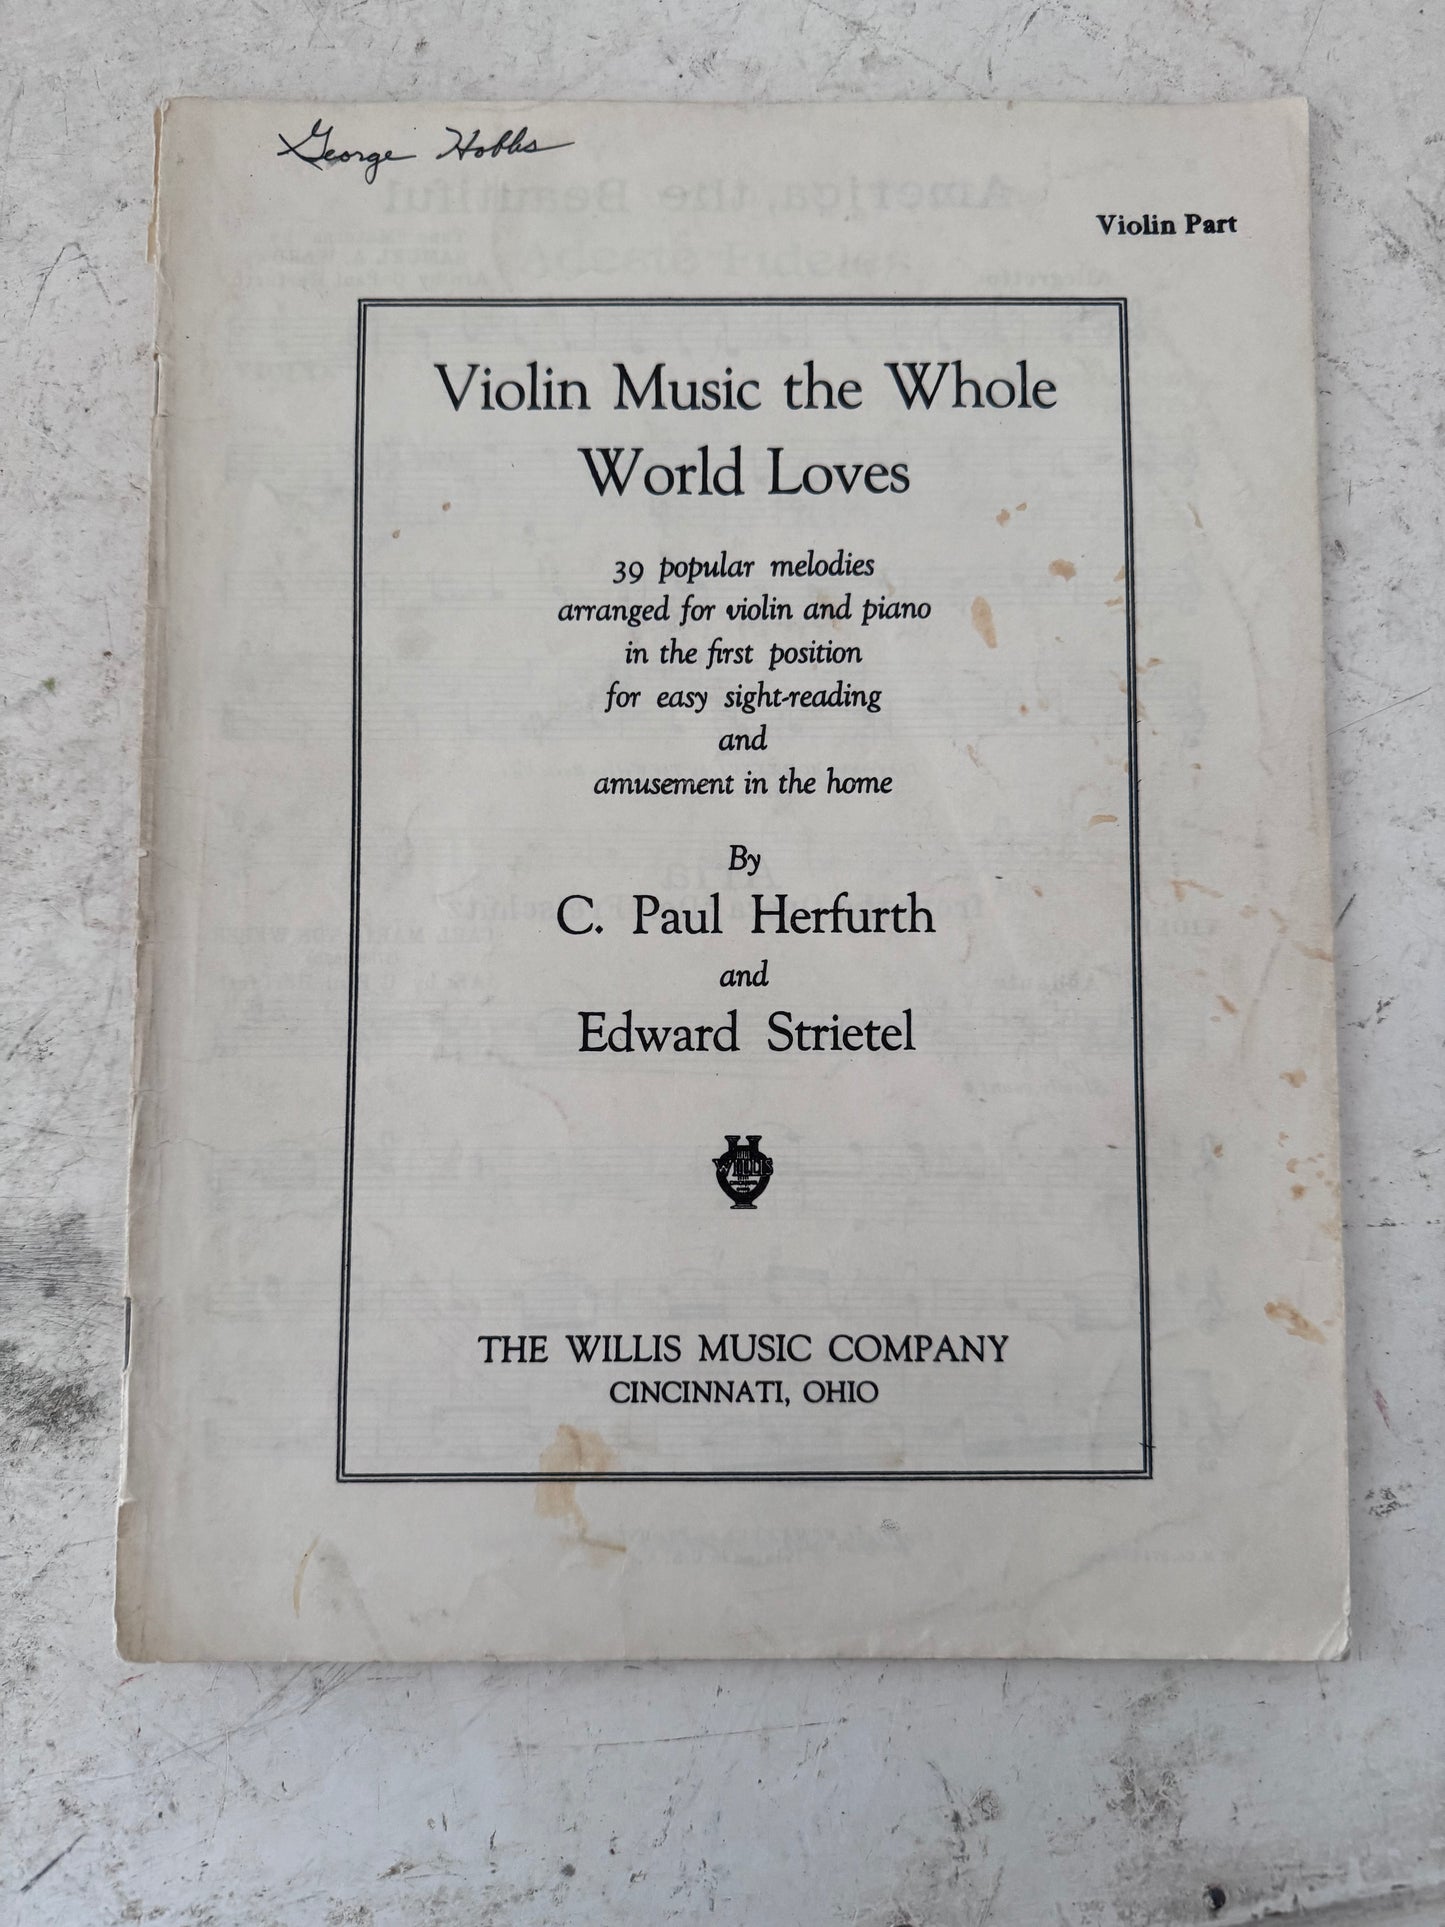 George Hobbs
Violin Part
Violin Music the Whole
World Loves
39 popular melodies
arranged for violin and piano
in the first position
for easy sight-reading
and
amusement in the home
By
C. Paul Herfurth
and
Edward Strietel
WILLIS
THE WILLIS MUSIC COMPANY
CINCINNATI, OHIO